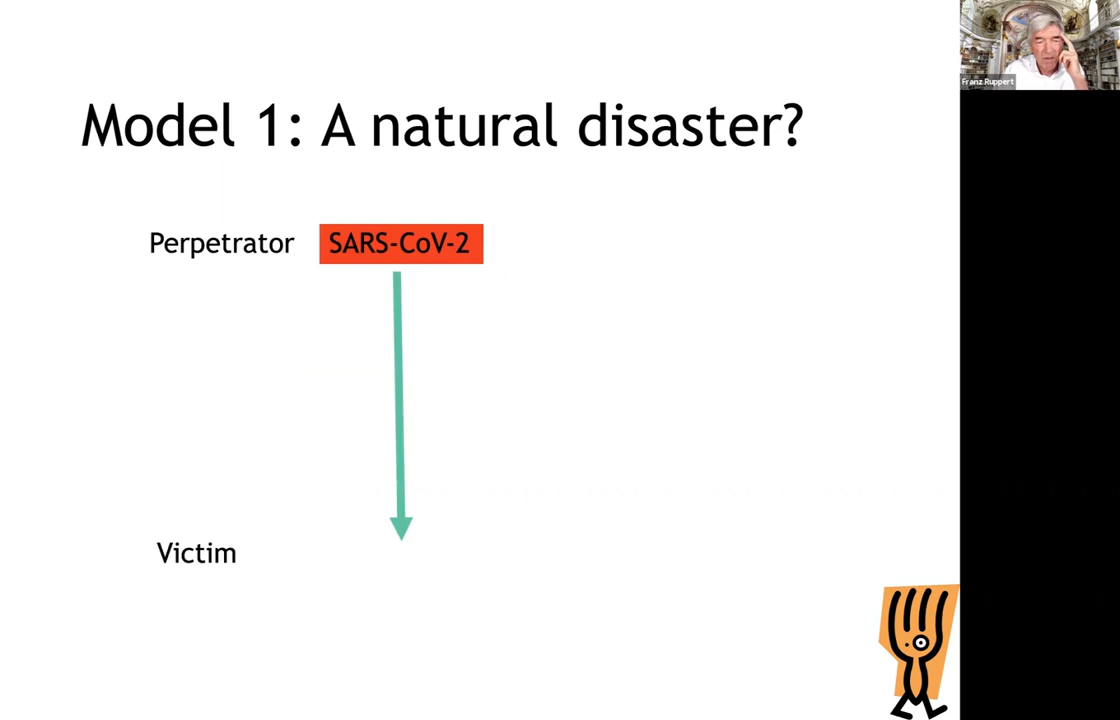 Franz Ruppert
Model 1: A natural disaster?
Perpetrator SARS-CoV-2
Victim